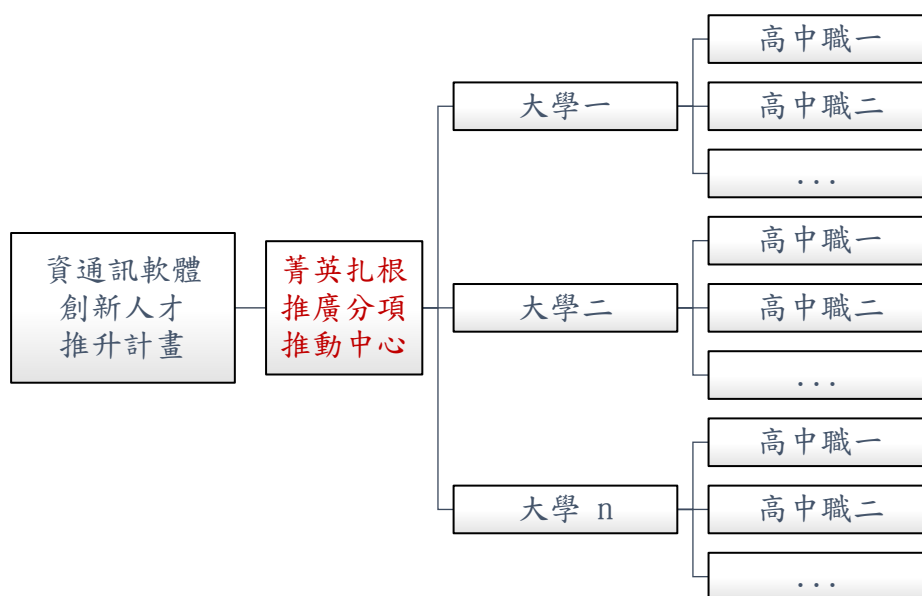 資通訊軟體
創新人才
推升計畫
菁英扎根
推廣分項
推動中心
大學一
高中職一
高中職二
...
大學二
高中職一
高中職二
...
大學 n
高中職一
高中職二
...